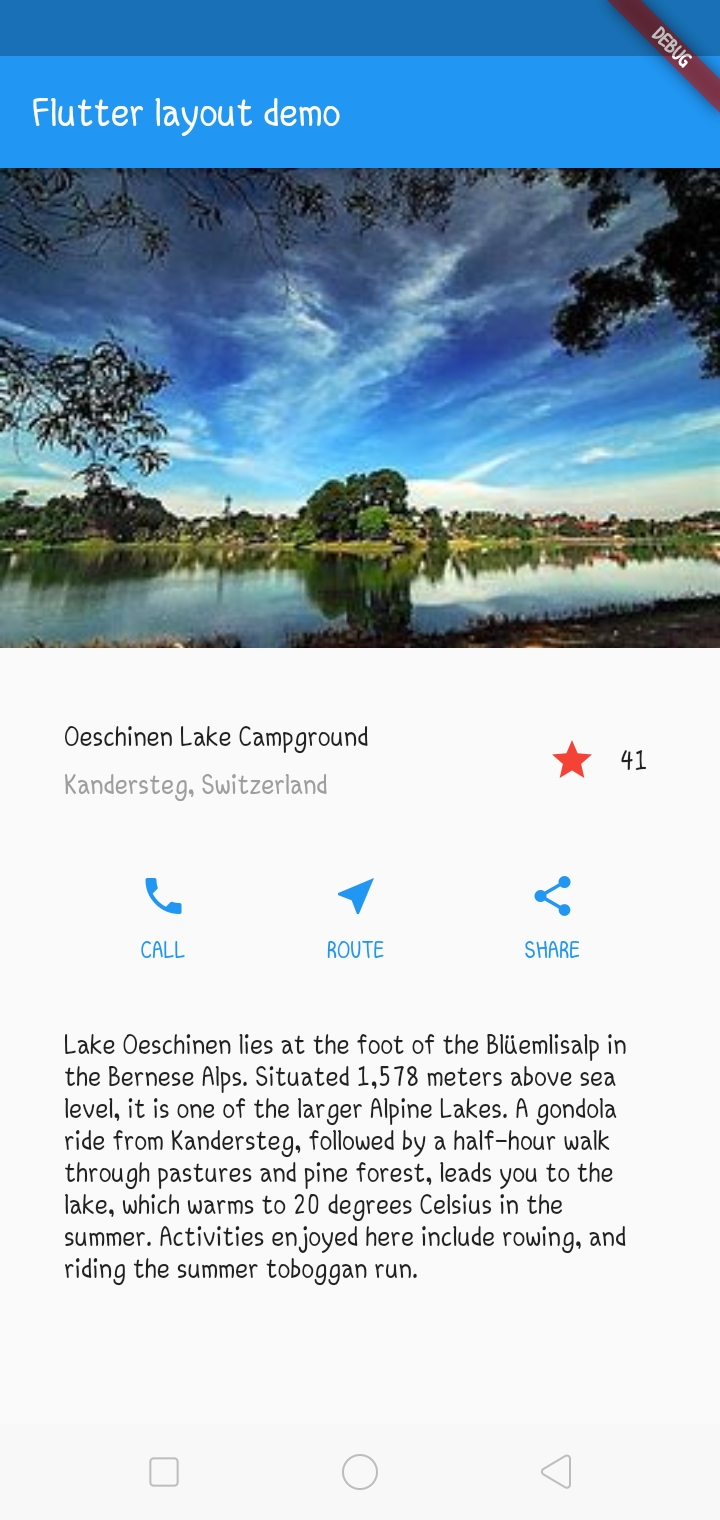 DEBUG
Flutter layout demo
Oeschinen Lake Campground
Kandersteg, Switzerland
41
CALL ROUTE SHARE
Lake Oeschinen lies at the foot of the Blüemlisalp in
the Bernese Alps. Situated 1,578 meters above sea
level, it is one of the larger Alpine Lakes. A gondola
ride from Kandersteg, followed by a half-hour walk
through pastures and pine forest, leads you to the
lake, which warms to 20 degrees Celsius in the
summer. Activities enjoyed here include rowing, and
riding the summer toboggan run.